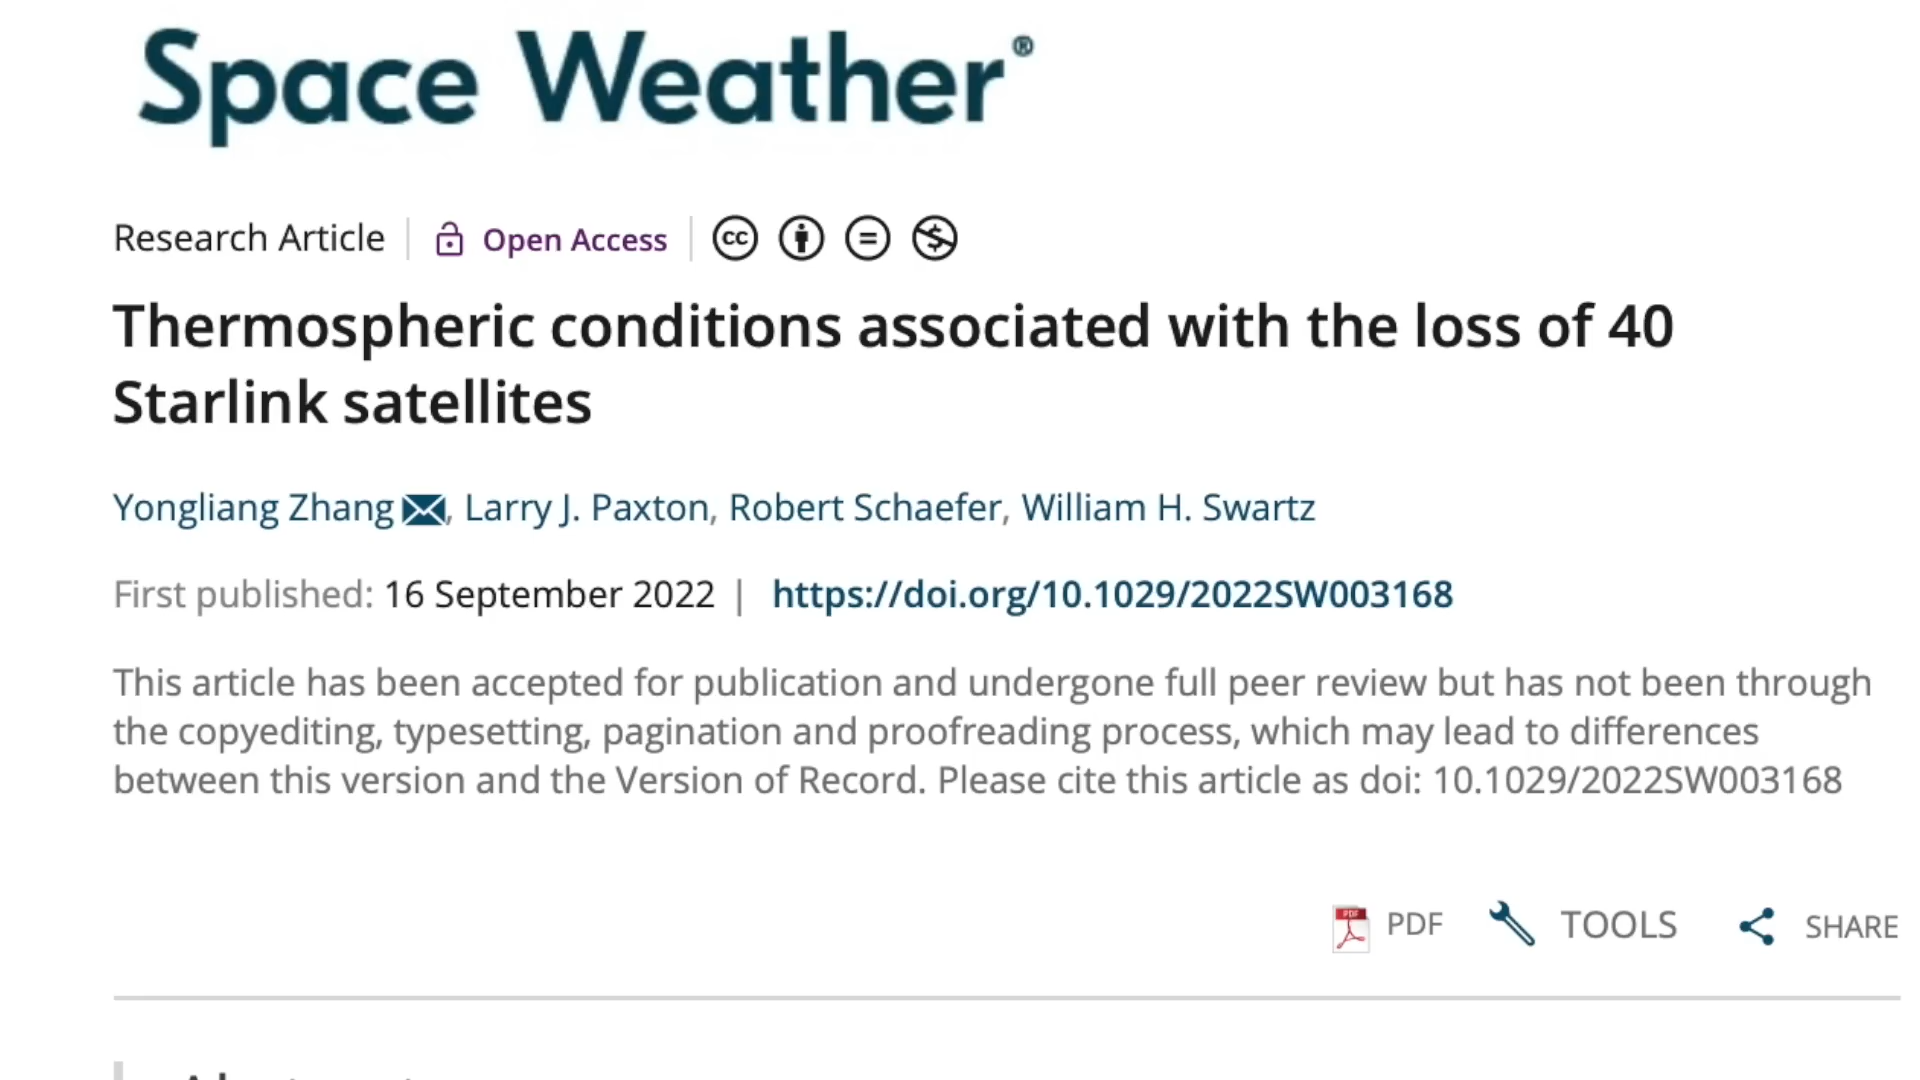 Space Weather®
Research Article | Open Access
Thermospheric conditions associated with the loss of 40
Starlink satellites
Yongliang Zhang, Larry J. Paxton, Robert Schaefer, William H. Swartz
First published: 16 September 2022 | https://doi.org/10.1029/2022SW003168
This article has been accepted for publication and undergone full peer review but has not been through
the copyediting, typesetting, pagination and proofreading process, which may lead to differences
between this version and the Version of Record. Please cite this article as doi: 10.1029/2022SW003168
PDF TOOLS SHARE